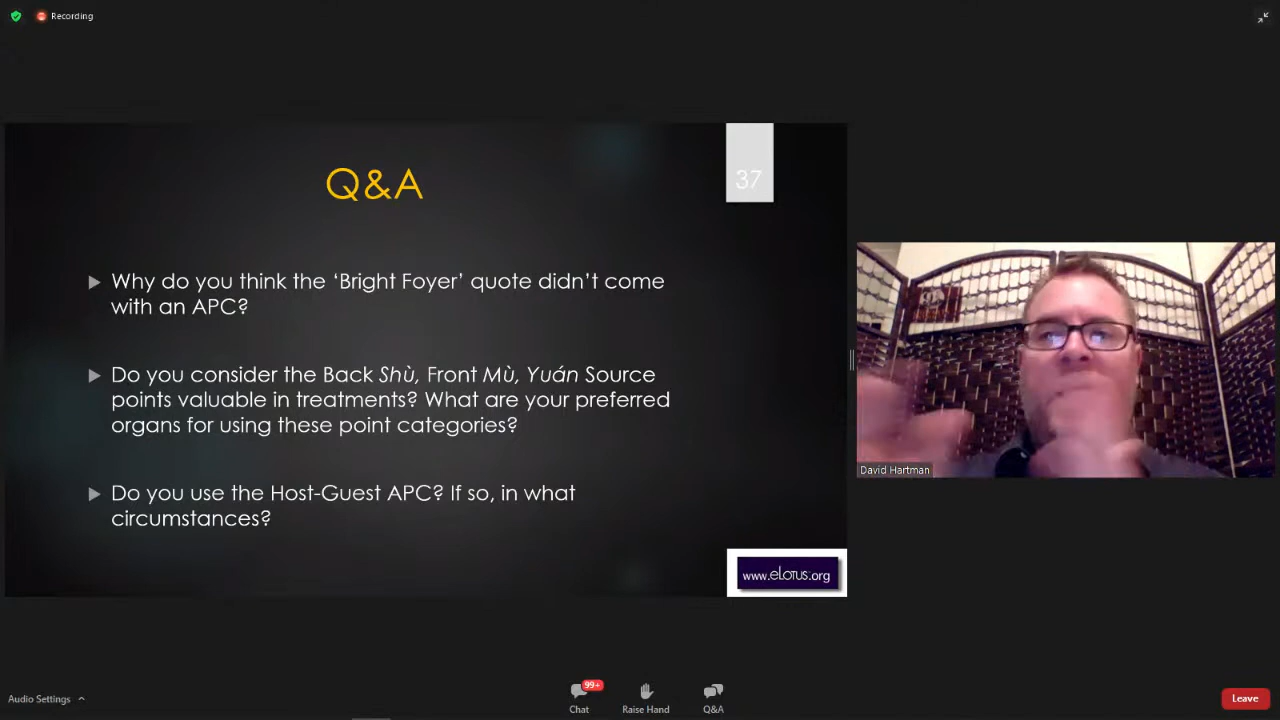 Recording
Q&A
37
Why do you think the ‘Bright Foyer’ quote didn’t come
with an APC?
Do you consider the Back Shù, Front Mù, Yuán Source
points valuable in treatments? What are your preferred
organs for using these point categories?
Do you use the Host-Guest APC? If so, in what
circumstances?
www.eLotus.org
David Hartman
Audio Settings
99+
Chat
Raise Hand
Q&A
Leave